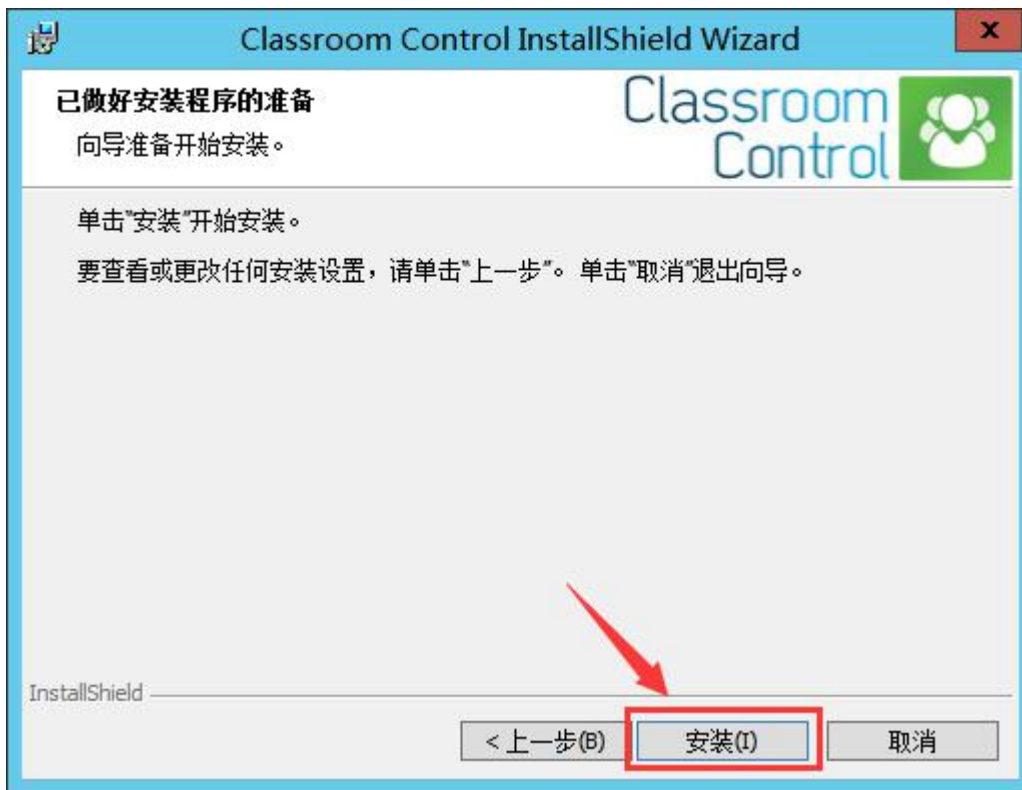 Classroom Control InstallShield Wizard
x
已做好安装程序的准备
向导准备开始安装。
Classroom
Control
单击"安装"开始安装。
要查看或更改任何安装设置，请单击"上一步"。 单击"取消"退出向导。
InstallShield
< 上一步(B)
安装(I)
取消